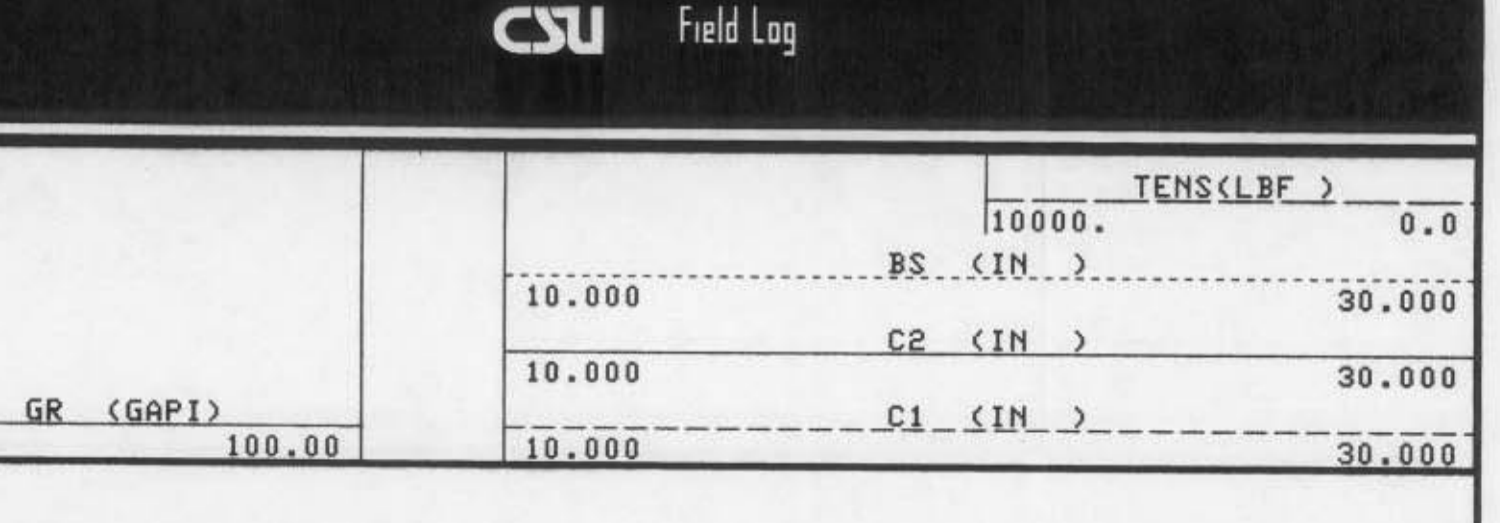 CSU Field Log
TENS(LBF )
10000. 0.0
BS (IN )
10.000 30.000
C2 (IN )
10.000 30.000
GR (GAPI) C1 (IN )
100.00 10.000 30.000